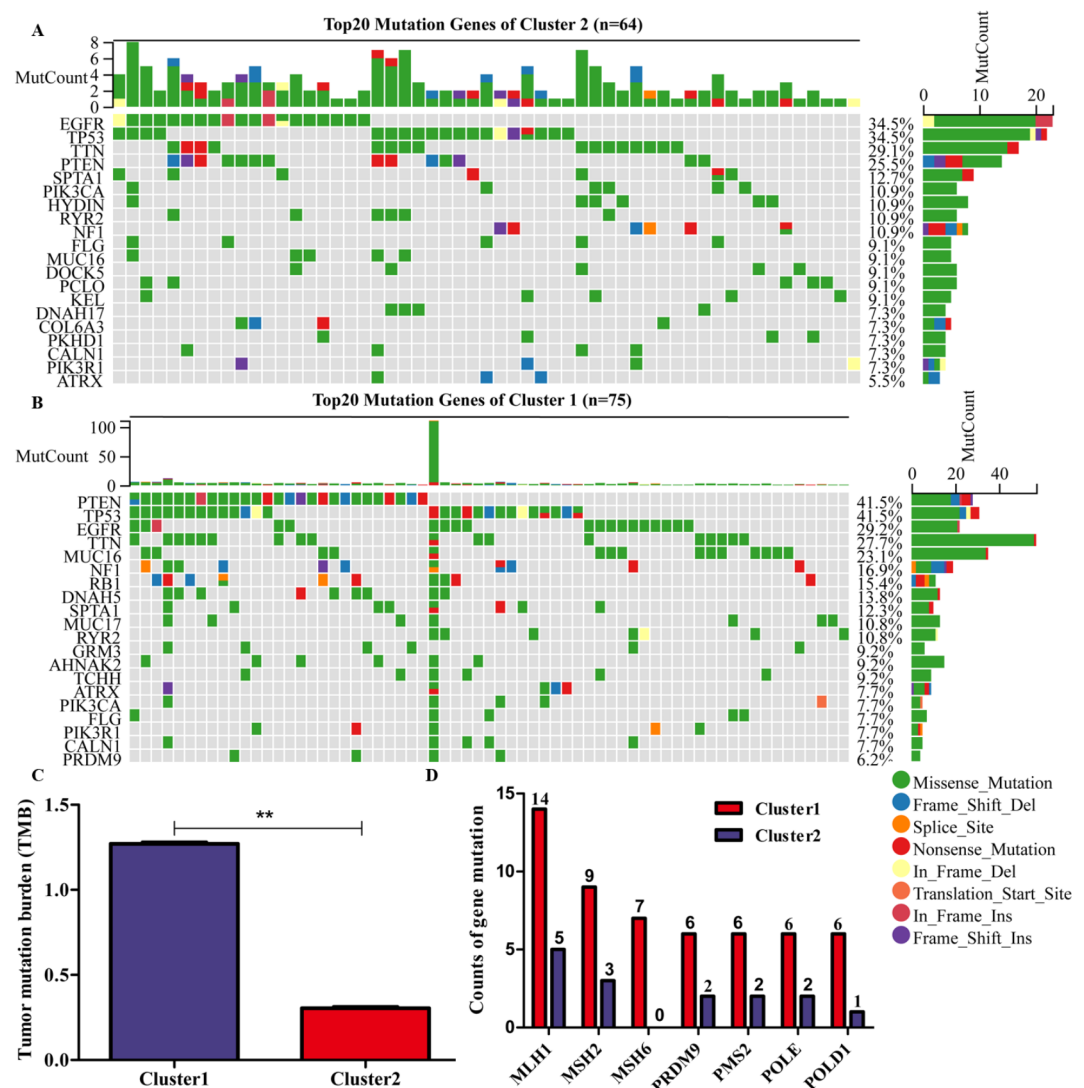 A
Top20 Mutation Genes of Cluster 2 (n=64)
MutCount
8
6
4
2
0
MutCount
0 10 20
EGFR 34.5%
TP53 34.5%
TTN 29.1%
PTEN 25.5%
SPTA1 12.7%
PIK3CA 10.9%
HYDIN 10.9%
RYR2 10.9%
NF1 10.9%
FLG 9.1%
MUC16 9.1%
DOCK5 9.1%
PCLO 9.1%
KEL 9.1%
DNAH17 7.3%
COL6A3 7.3%
PKHD1 7.3%
CALN1 7.3%
PIK3R1 7.3%
ATRX 5.5%
B
Top20 Mutation Genes of Cluster 1 (n=75)
MutCount
100
50
0
MutCount
0 20 40
PTEN 41.5%
TP53 41.5%
EGFR 29.2%
TTN 27.7%
MUC16 23.1%
NF1 16.9%
RB1 15.4%
DNAH5 13.8%
SPTA1 12.3%
MUC17 10.8%
RYR2 10.8%
GRM3 9.2%
AHNAK2 9.2%
TCHH 9.2%
ATRX 7.7%
PIK3CA 7.7%
FLG 7.7%
PIK3R1 7.7%
CALN1 7.7%
PRDM9 6.2%
C
Tumor mutation burden (TMB)
1.5
1.0
0.5
0.0
**
Cluster1 Cluster2
D
Counts of gene mutation
15
10
5
0
Cluster1
Cluster2
14 5 9 3 7 0 6 2 6 2 6 2 6 1
MLH1 MSH2 MSH6 PRDM9 PMS2 POLE POLD1
Missense_Mutation
Frame_Shift_Del
Splice_Site
Nonsense_Mutation
In_Frame_Del
Translation_Start_Site
In_Frame_Ins
Frame_Shift_Ins